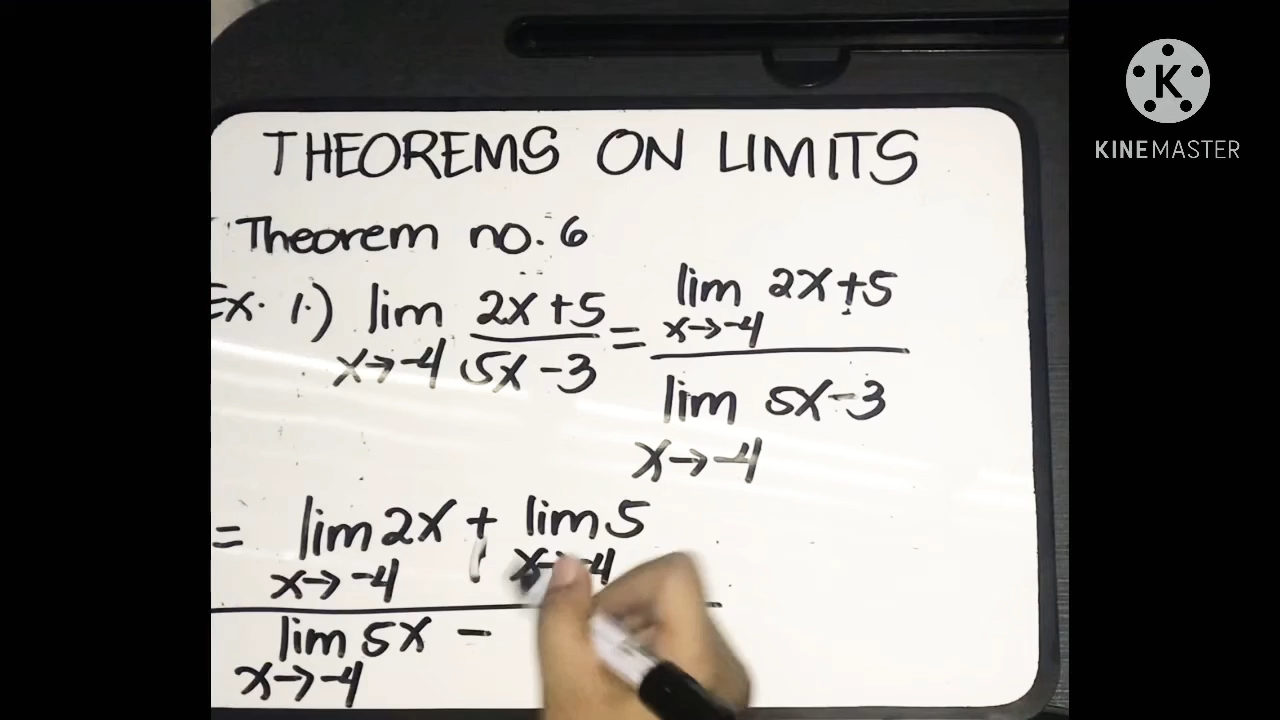 THEOREMS ON LIMITS
Theorem no. 6
Ex. 1.) lim x→-4 2x+5 / 5x-3 = lim x→-4 2x+5 / lim x→-4 5x-3
= lim x→-4 2x + lim x→-4 5
lim x→-4 5x -
K
KINEMASTER